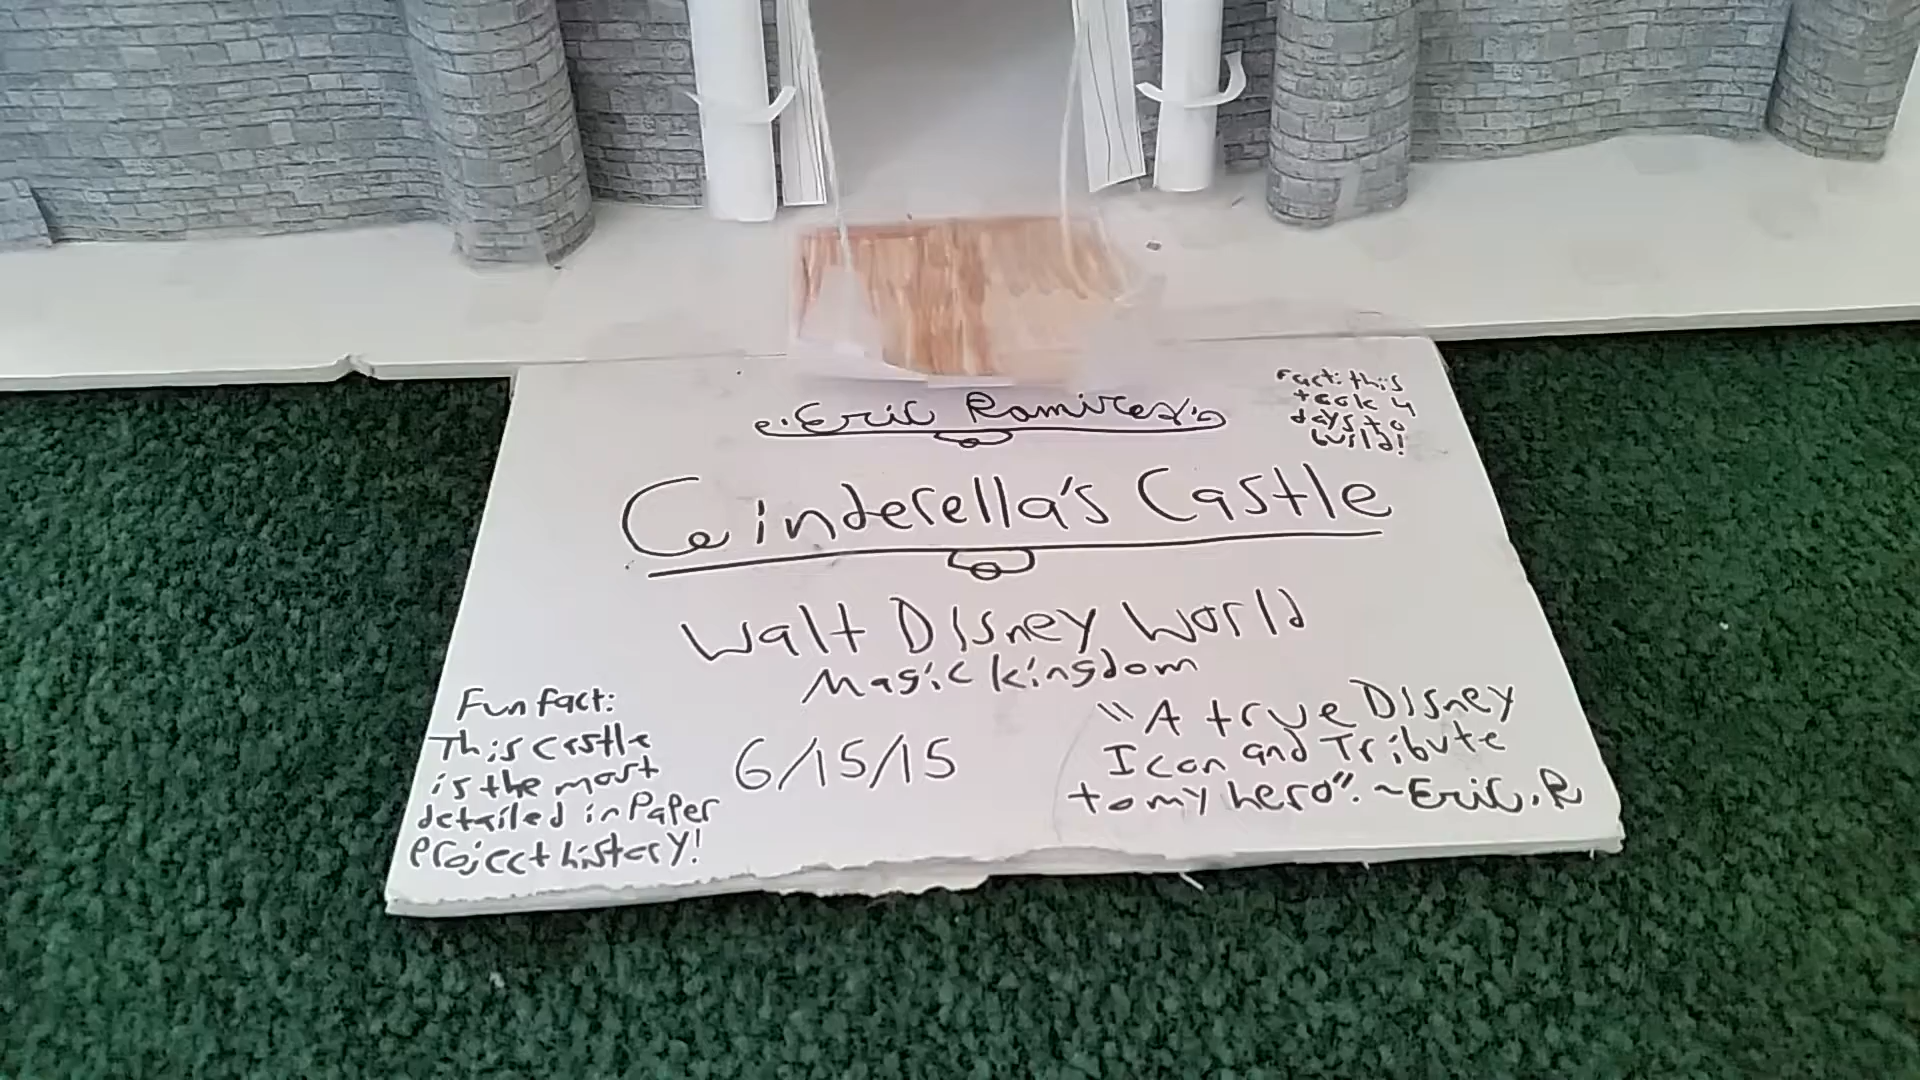 Eric Ramirez's
Cinderella's Castle
Walt Disney World
Magic Kingdom
6/15/15
Fact: this
took 4
days to
build!
Fun fact:
This Castle
is the most
detailed in Paper
Project history!
"A true Disney
Icon and Tribute
to my hero". ~Eric.R